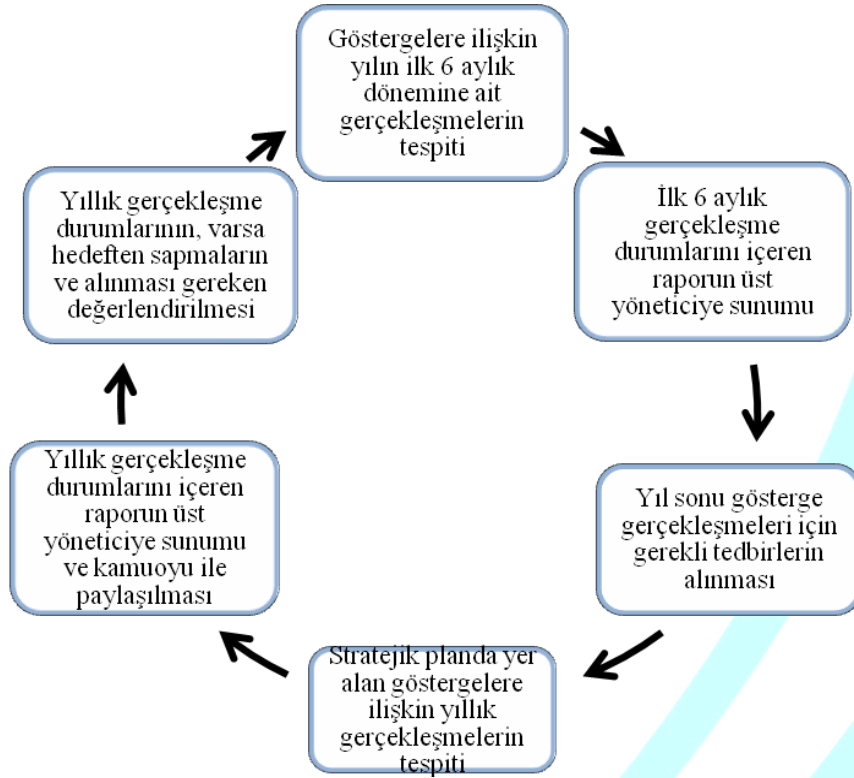 Göstergelere ilişkin
yılın ilk 6 aylık
dönemine ait
gerçekleşmelerin
tespiti
İlk 6 aylık
gerçekleşme
durumlarını içeren
raporun üst
yöneticiye sunumu
Yıl sonu gösterge
gerçekleşmeleri için
gerekli tedbirlerin
alınması
Stratejik planda yer
alan göstergelere
ilişkin yıllık
gerçekleşmelerin
tespiti
Yıllık gerçekleşme
durumlarını içeren
raporun üst
yöneticiye sunumu
ve kamuoyu ile
paylaşılması
Yıllık gerçekleşme
durumlarının, varsa
hedeften sapmaların
ve alınması gereken
değerlendirilmesi